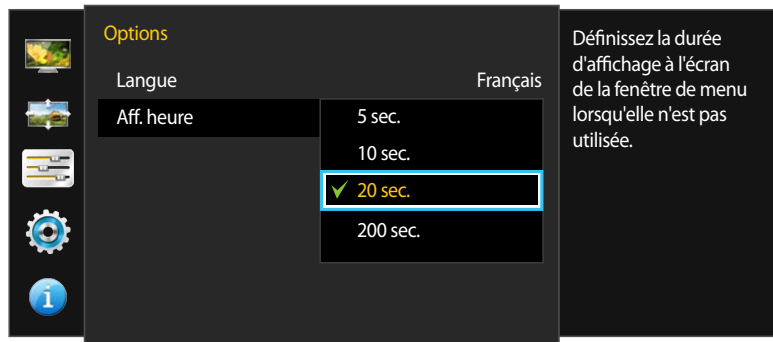 Options
Langue Français
Aff. heure
5 sec.
10 sec.
20 sec.
200 sec.
Définissez la durée
d'affichage à l'écran
de la fenêtre de menu
lorsqu'elle n'est pas
utilisée.